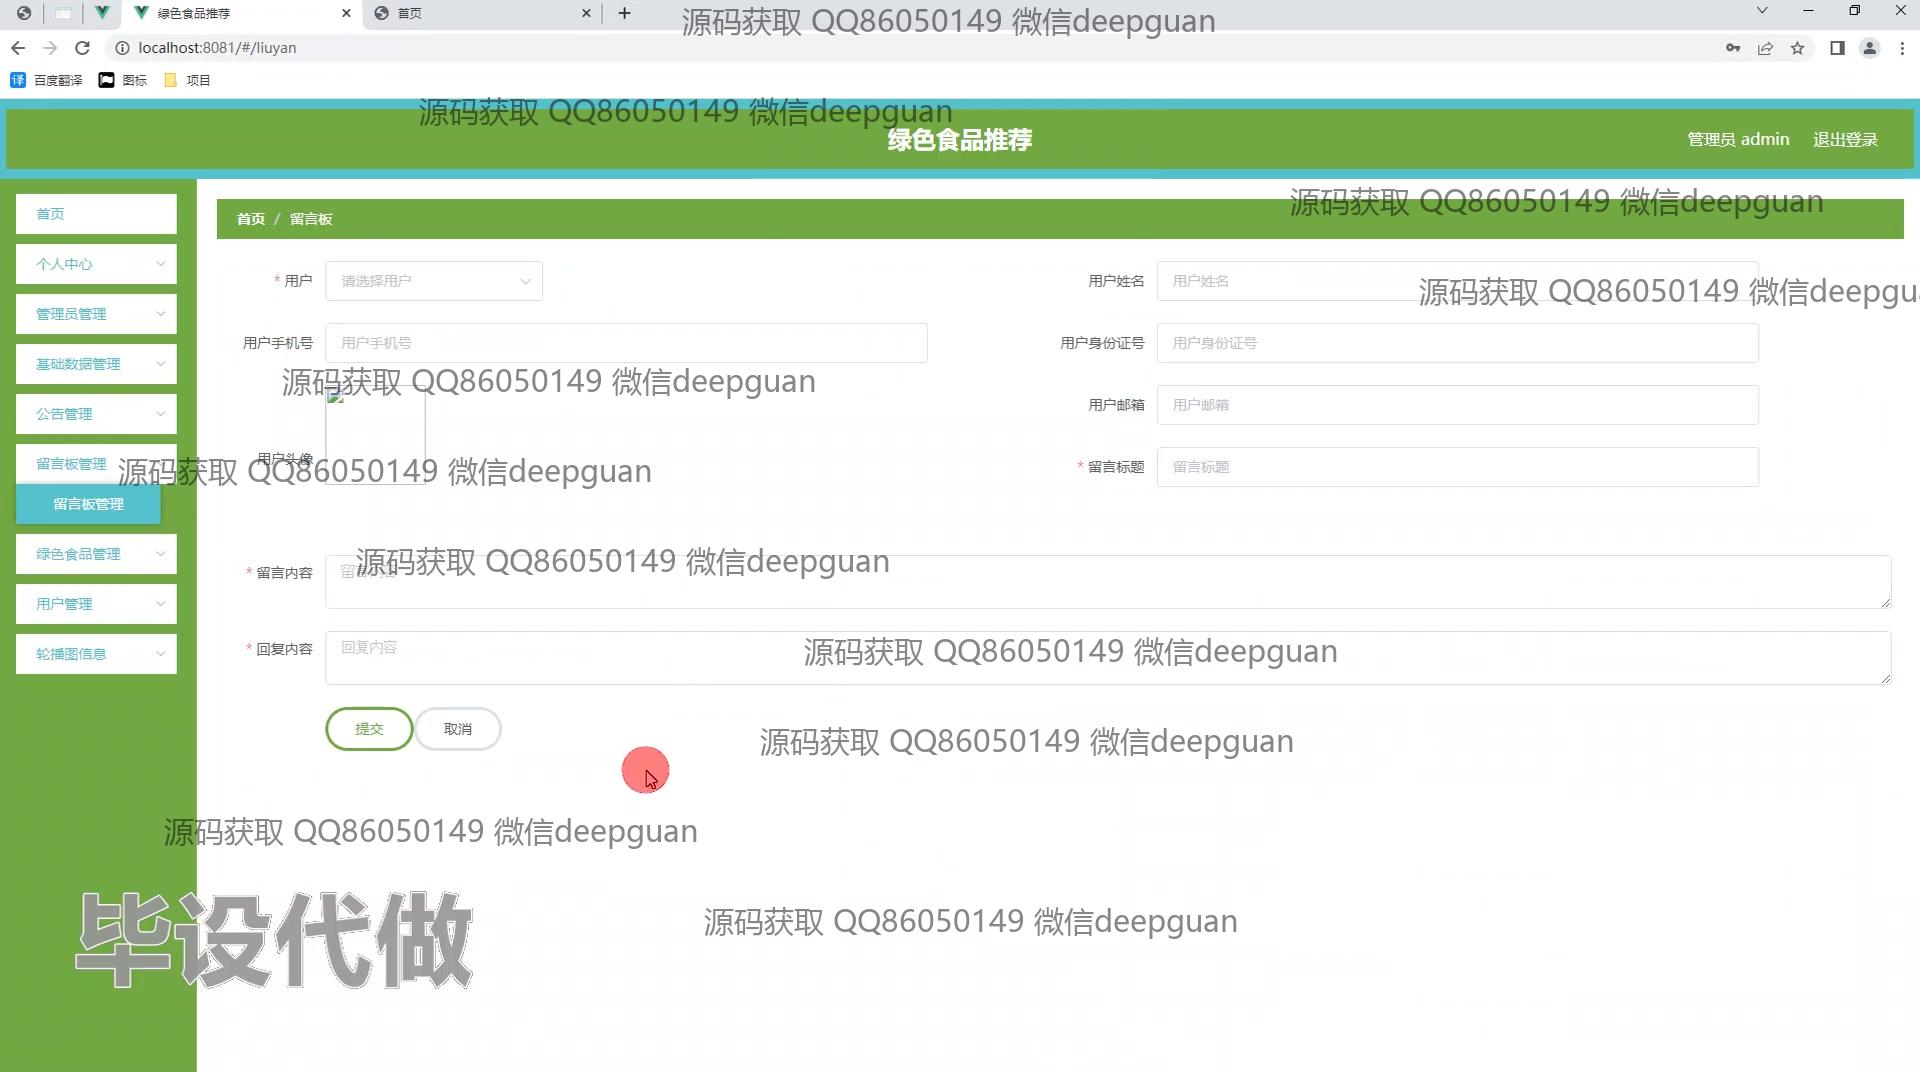 绿色食品推荐
首页
源码获取 QQ86050149 微信deepguan
localhost:8081/#/liuyan
译 百度翻译 图标 项目
源码获取 QQ86050149 微信deepguan
绿色食品推荐
管理员 admin 退出登录
源码获取 QQ86050149 微信deepguan
首页
首页 / 留言板
个人中心
* 用户 请选择用户
用户姓名 用户姓名
源码获取 QQ86050149 微信deepgu
管理员管理
用户手机号 用户手机号
用户身份证号 用户身份证号
基础数据管理
源码获取 QQ86050149 微信deepguan
公告管理
用户邮箱 用户邮箱
留言板管理
用户头像
源码获取 QQ86050149 微信deepguan
* 留言标题 留言标题
留言板管理
绿色食品管理
* 留言内容 留言内容
源码获取 QQ86050149 微信deepguan
用户管理
* 回复内容 回复内容
源码获取 QQ86050149 微信deepguan
轮播图信息
提交 取消
源码获取 QQ86050149 微信deepguan
源码获取 QQ86050149 微信deepguan
毕设代做
源码获取 QQ86050149 微信deepguan